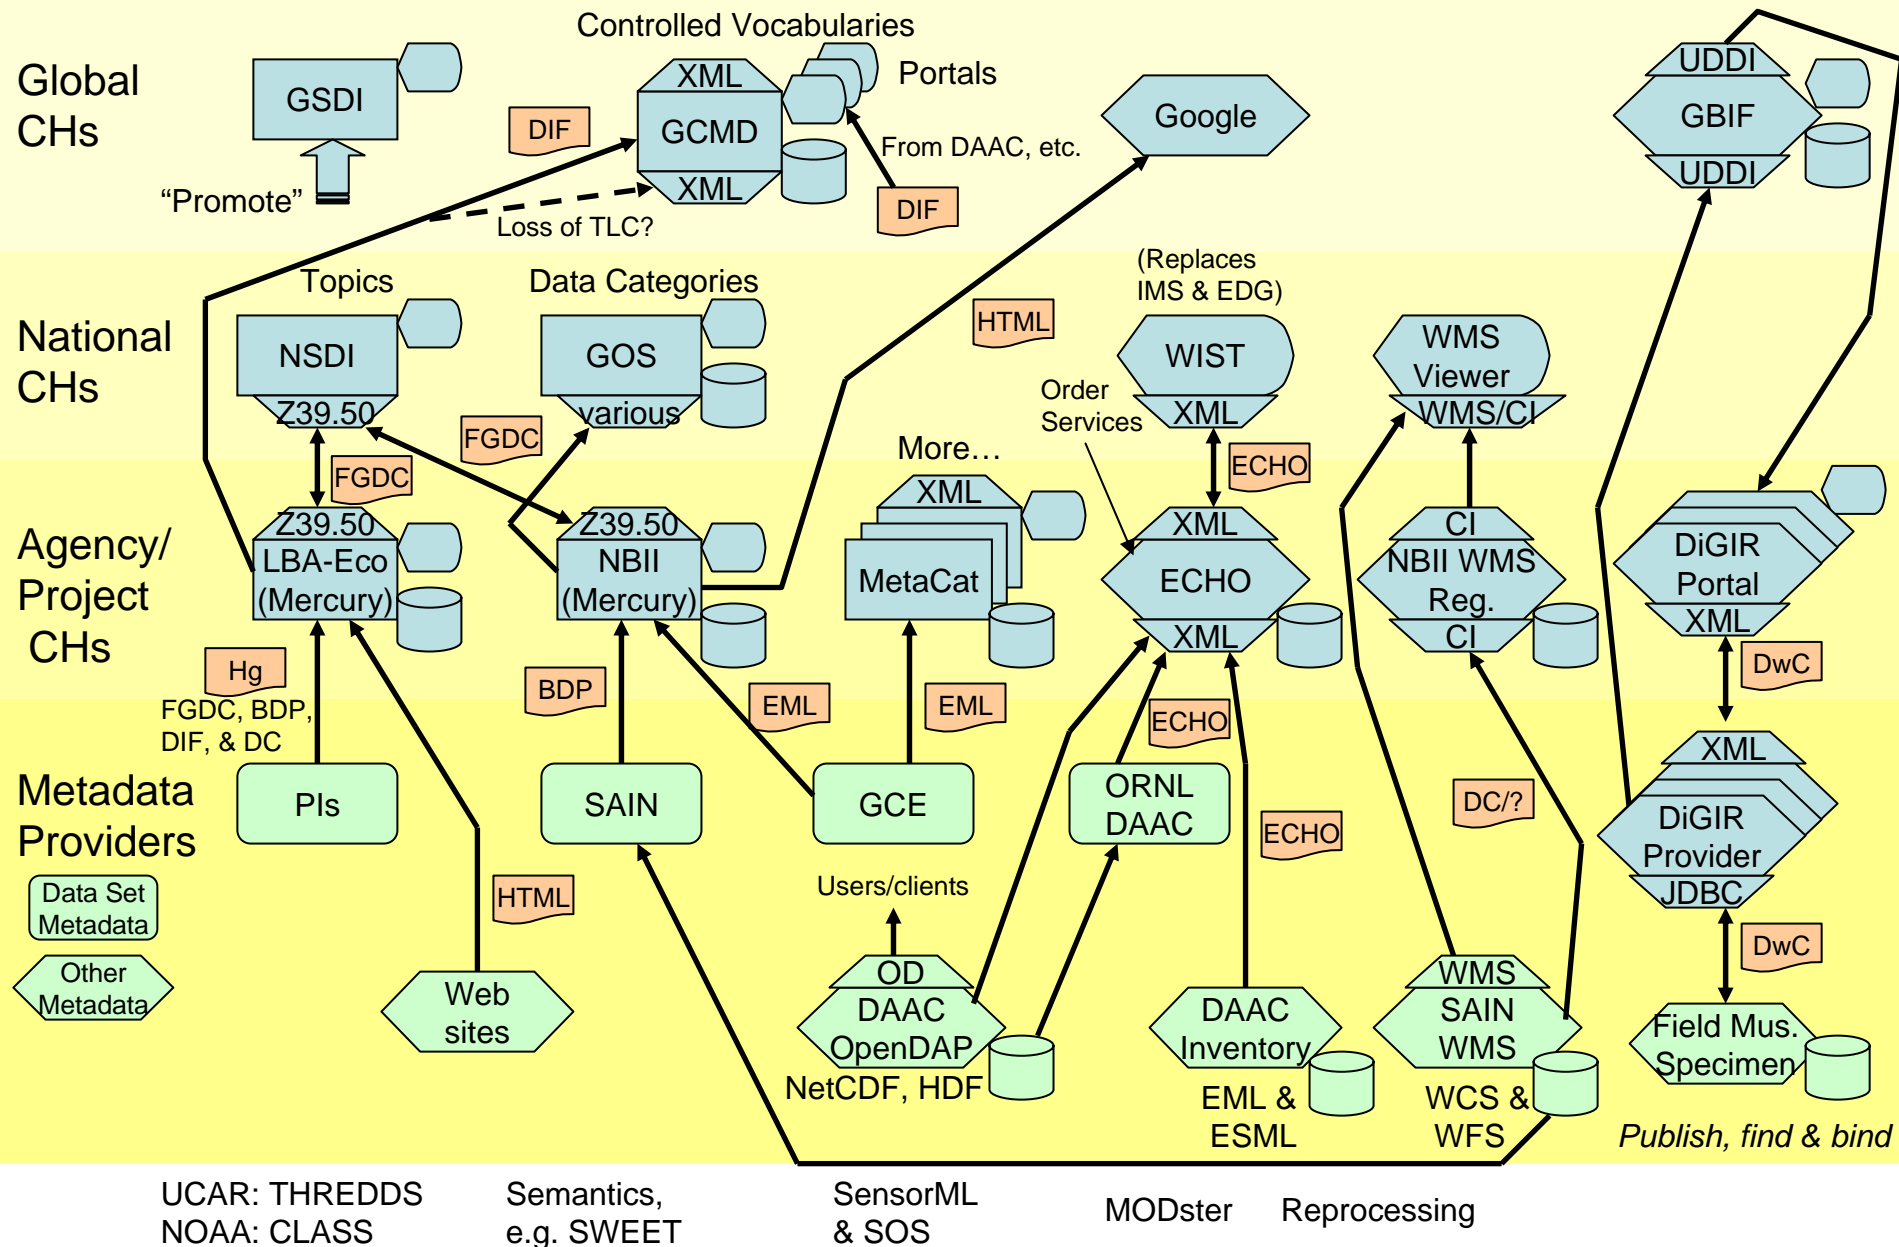 Controlled Vocabularies
Global
CHs
GSDI
"Promote"
DIF
XML
GCMD
XML
Portals
From DAAC, etc.
DIF
Loss of TLC?
Google
UDDI
GBIF
UDDI
National
CHs
Topics
NSDI
Z39.50
Data Categories
GOS
various
FGDC
FGDC
HTML
(Replaces
IMS & EDG)
WIST
XML
Order
Services
ECHO
WMS
Viewer
WMS/CI
Agency/
Project
CHs
Z39.50
LBA-Eco
(Mercury)
Z39.50
NBII
(Mercury)
More…
XML
MetaCat
XML
ECHO
XML
CI
NBII WMS
Reg.
CI
DiGIR
Portal
XML
DwC
Hg
FGDC, BDP,
DIF, & DC
BDP
EML
EML
ECHO
Metadata
Providers
PIs
SAIN
GCE
ORNL
DAAC
ECHO
DC/?
XML
DiGIR
Provider
JDBC
DwC
Data Set
Metadata
Other
Metadata
HTML
Web
sites
Users/clients
OD
DAAC
OpenDAP
NetCDF, HDF
DAAC
Inventory
EML &
ESML
WMS
SAIN
WMS
WCS &
WFS
Field Mus.
Specimen
Publish, find & bind
UCAR: THREDDS
NOAA: CLASS
Semantics,
e.g. SWEET
SensorML
& SOS
MODster
Reprocessing